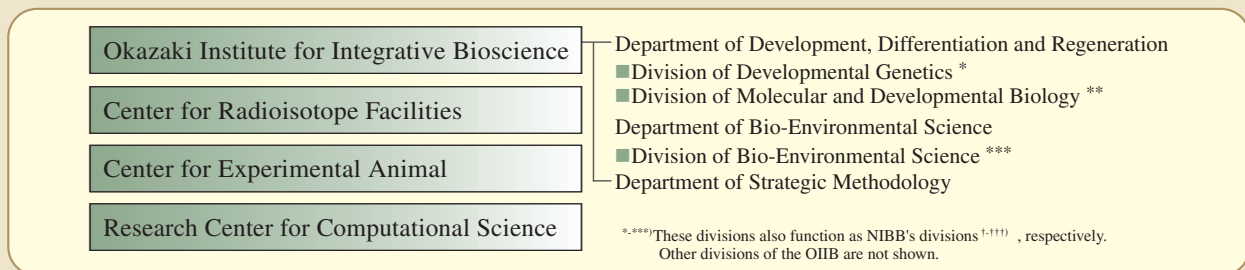 Okazaki Institute for Integrative Bioscience
Center for Radioisotope Facilities
Center for Experimental Animal
Research Center for Computational Science
Department of Development, Differentiation and Regeneration
■Division of Developmental Genetics *
■Division of Molecular and Developmental Biology **
Department of Bio-Environmental Science
■Division of Bio-Environmental Science ***
Department of Strategic Methodology
*-***)These divisions also function as NIBB's divisions †-†††) , respectively.
Other divisions of the OIIB are not shown.